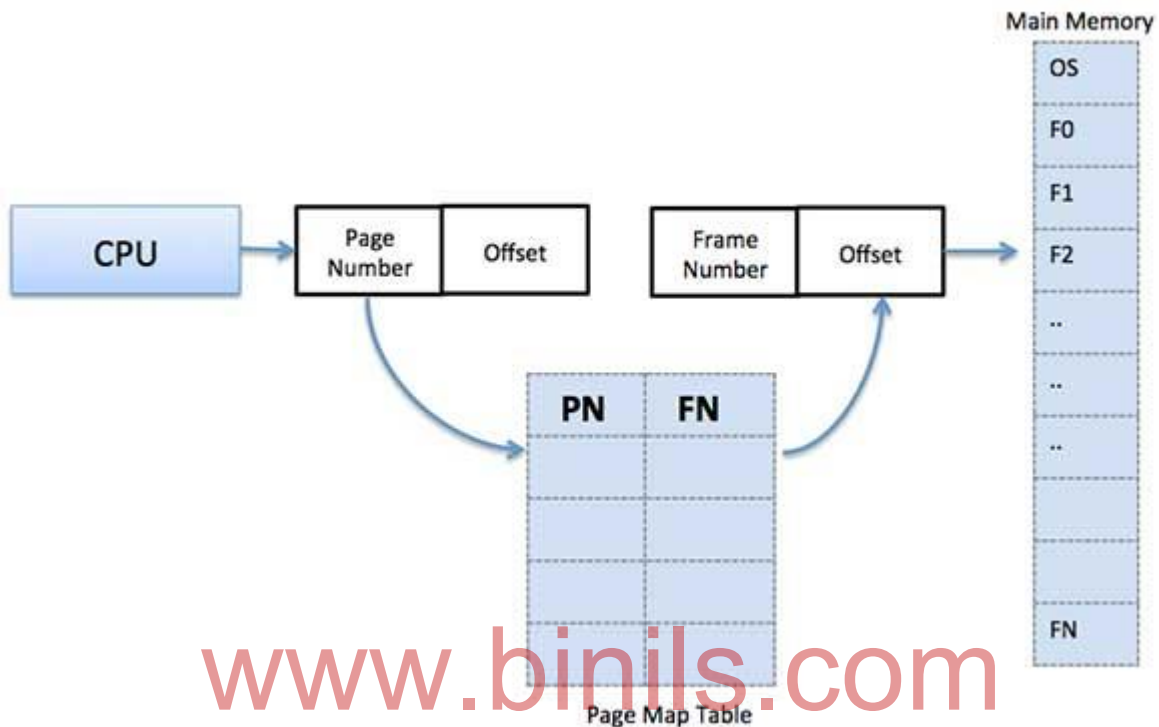 Main Memory
OS
F0
F1
F2
..
..
..
FN
CPU
Page
Number
Offset
Frame
Number
Offset
PN FN
www.binils.com
Page Map Table